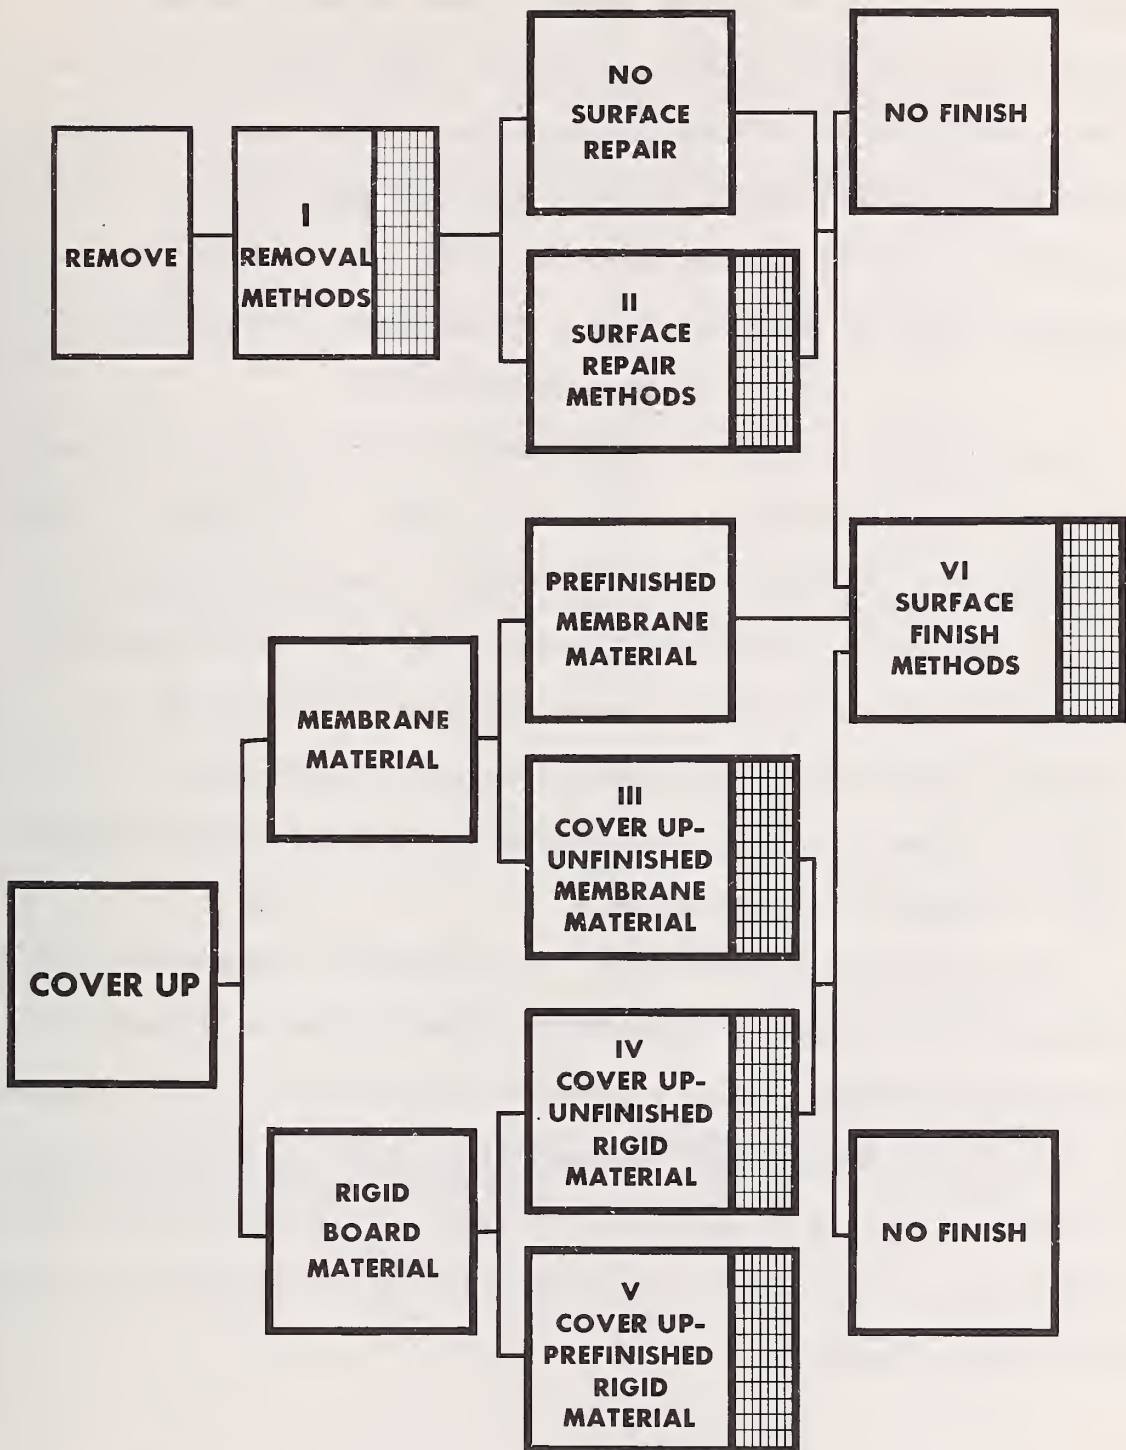 REMOVE
I
REMOVAL
METHODS
NO
SURFACE
REPAIR
II
SURFACE
REPAIR
METHODS
NO FINISH
COVER UP
MEMBRANE
MATERIAL
RIGID
BOARD
MATERIAL
PREFINISHED
MEMBRANE
MATERIAL
III
COVER UP-
UNFINISHED
MEMBRANE
MATERIAL
IV
COVER UP-
UNFINISHED
RIGID
MATERIAL
V
COVER UP-
PREFINISHED
RIGID
MATERIAL
VI
SURFACE
FINISH
METHODS
NO FINISH